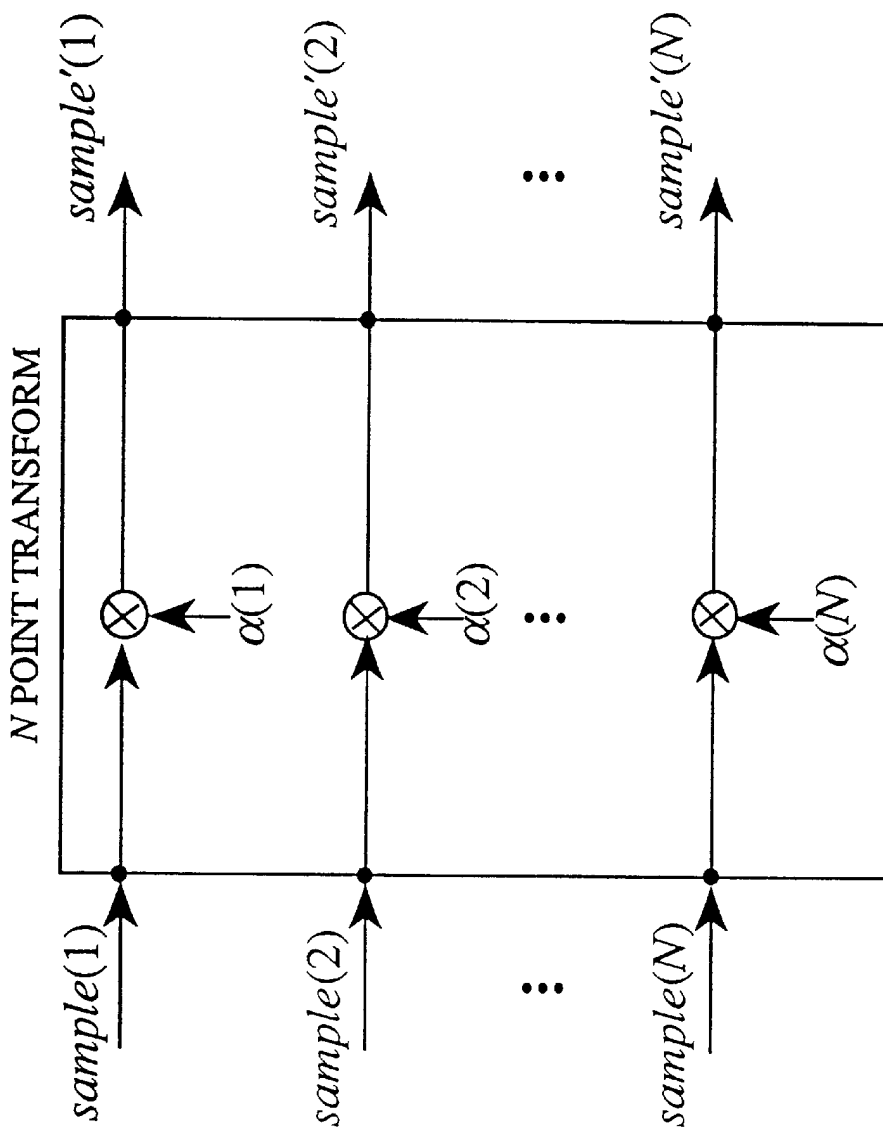 N POINT TRANSFORM
sample(1)
α(1)
sample′(1)
sample(2)
α(2)
sample′(2)
...
...
...
sample(N)
α(N)
sample′(N)